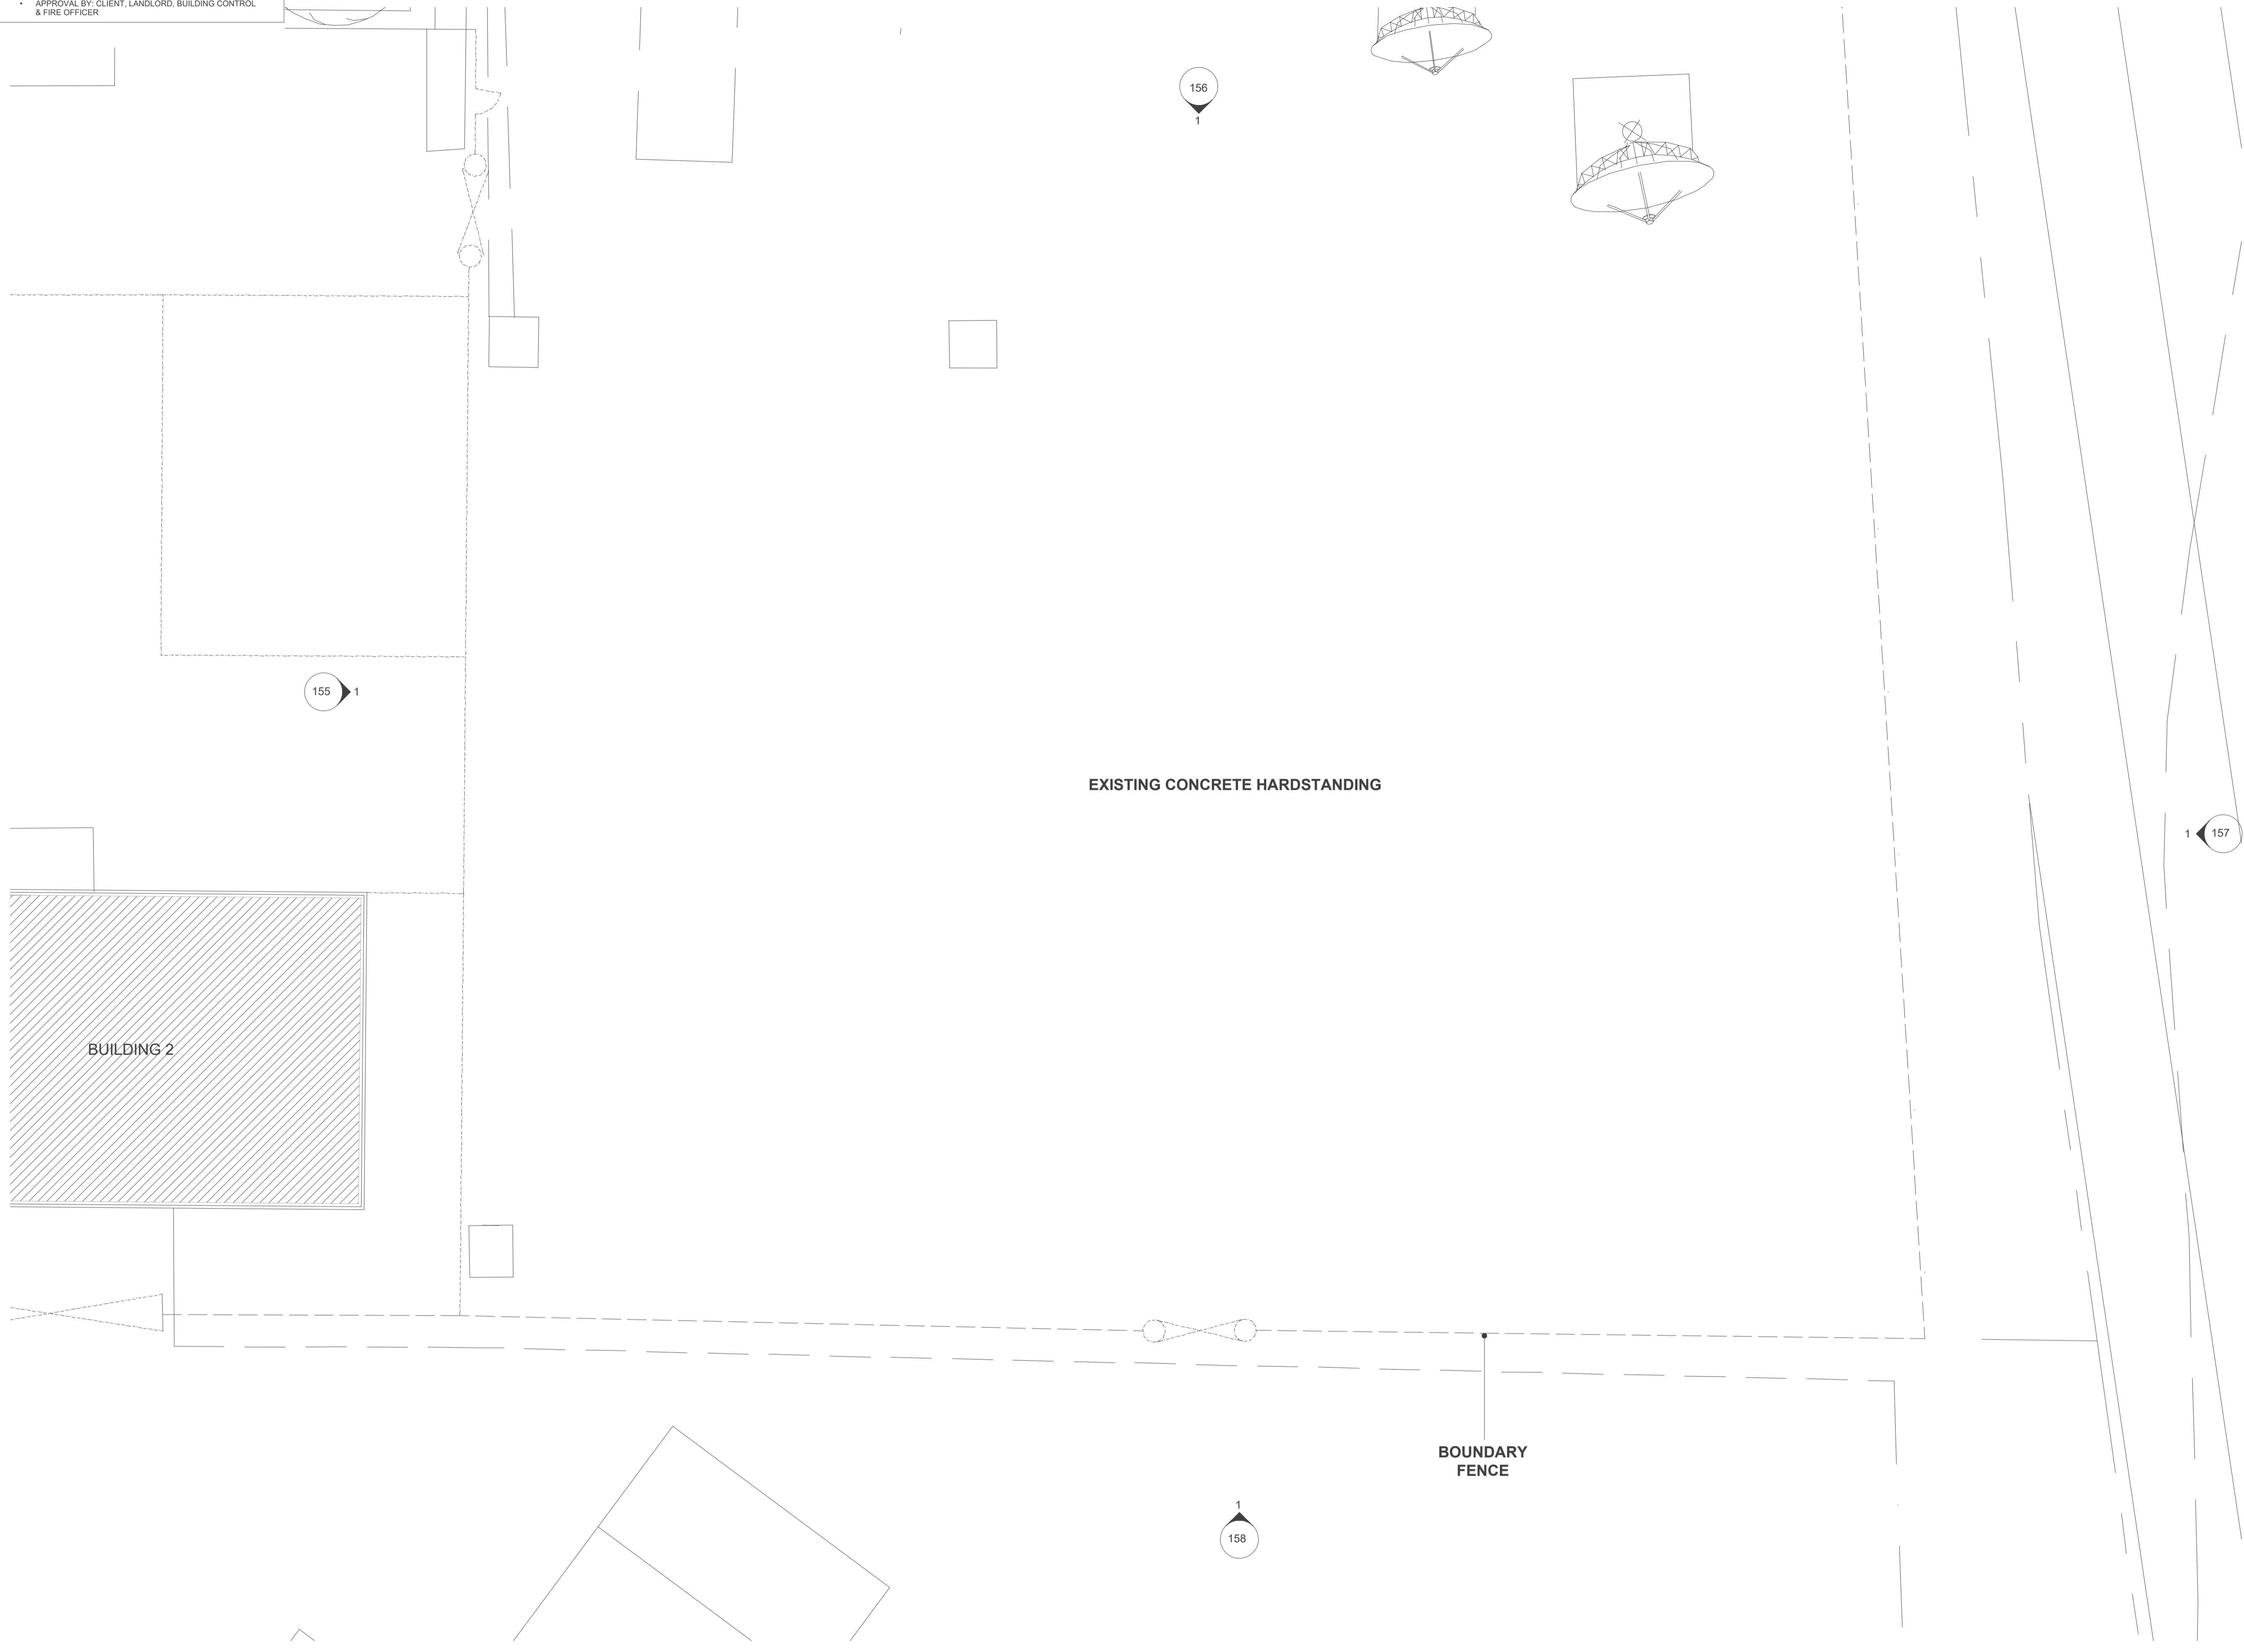 • APPROVAL BY: CLIENT, LANDLORD, BUILDING CONTROL
& FIRE OFFICER
156
1
155 1
EXISTING CONCRETE HARDSTANDING
1 157
BUILDING 2
BOUNDARY
FENCE
1
158